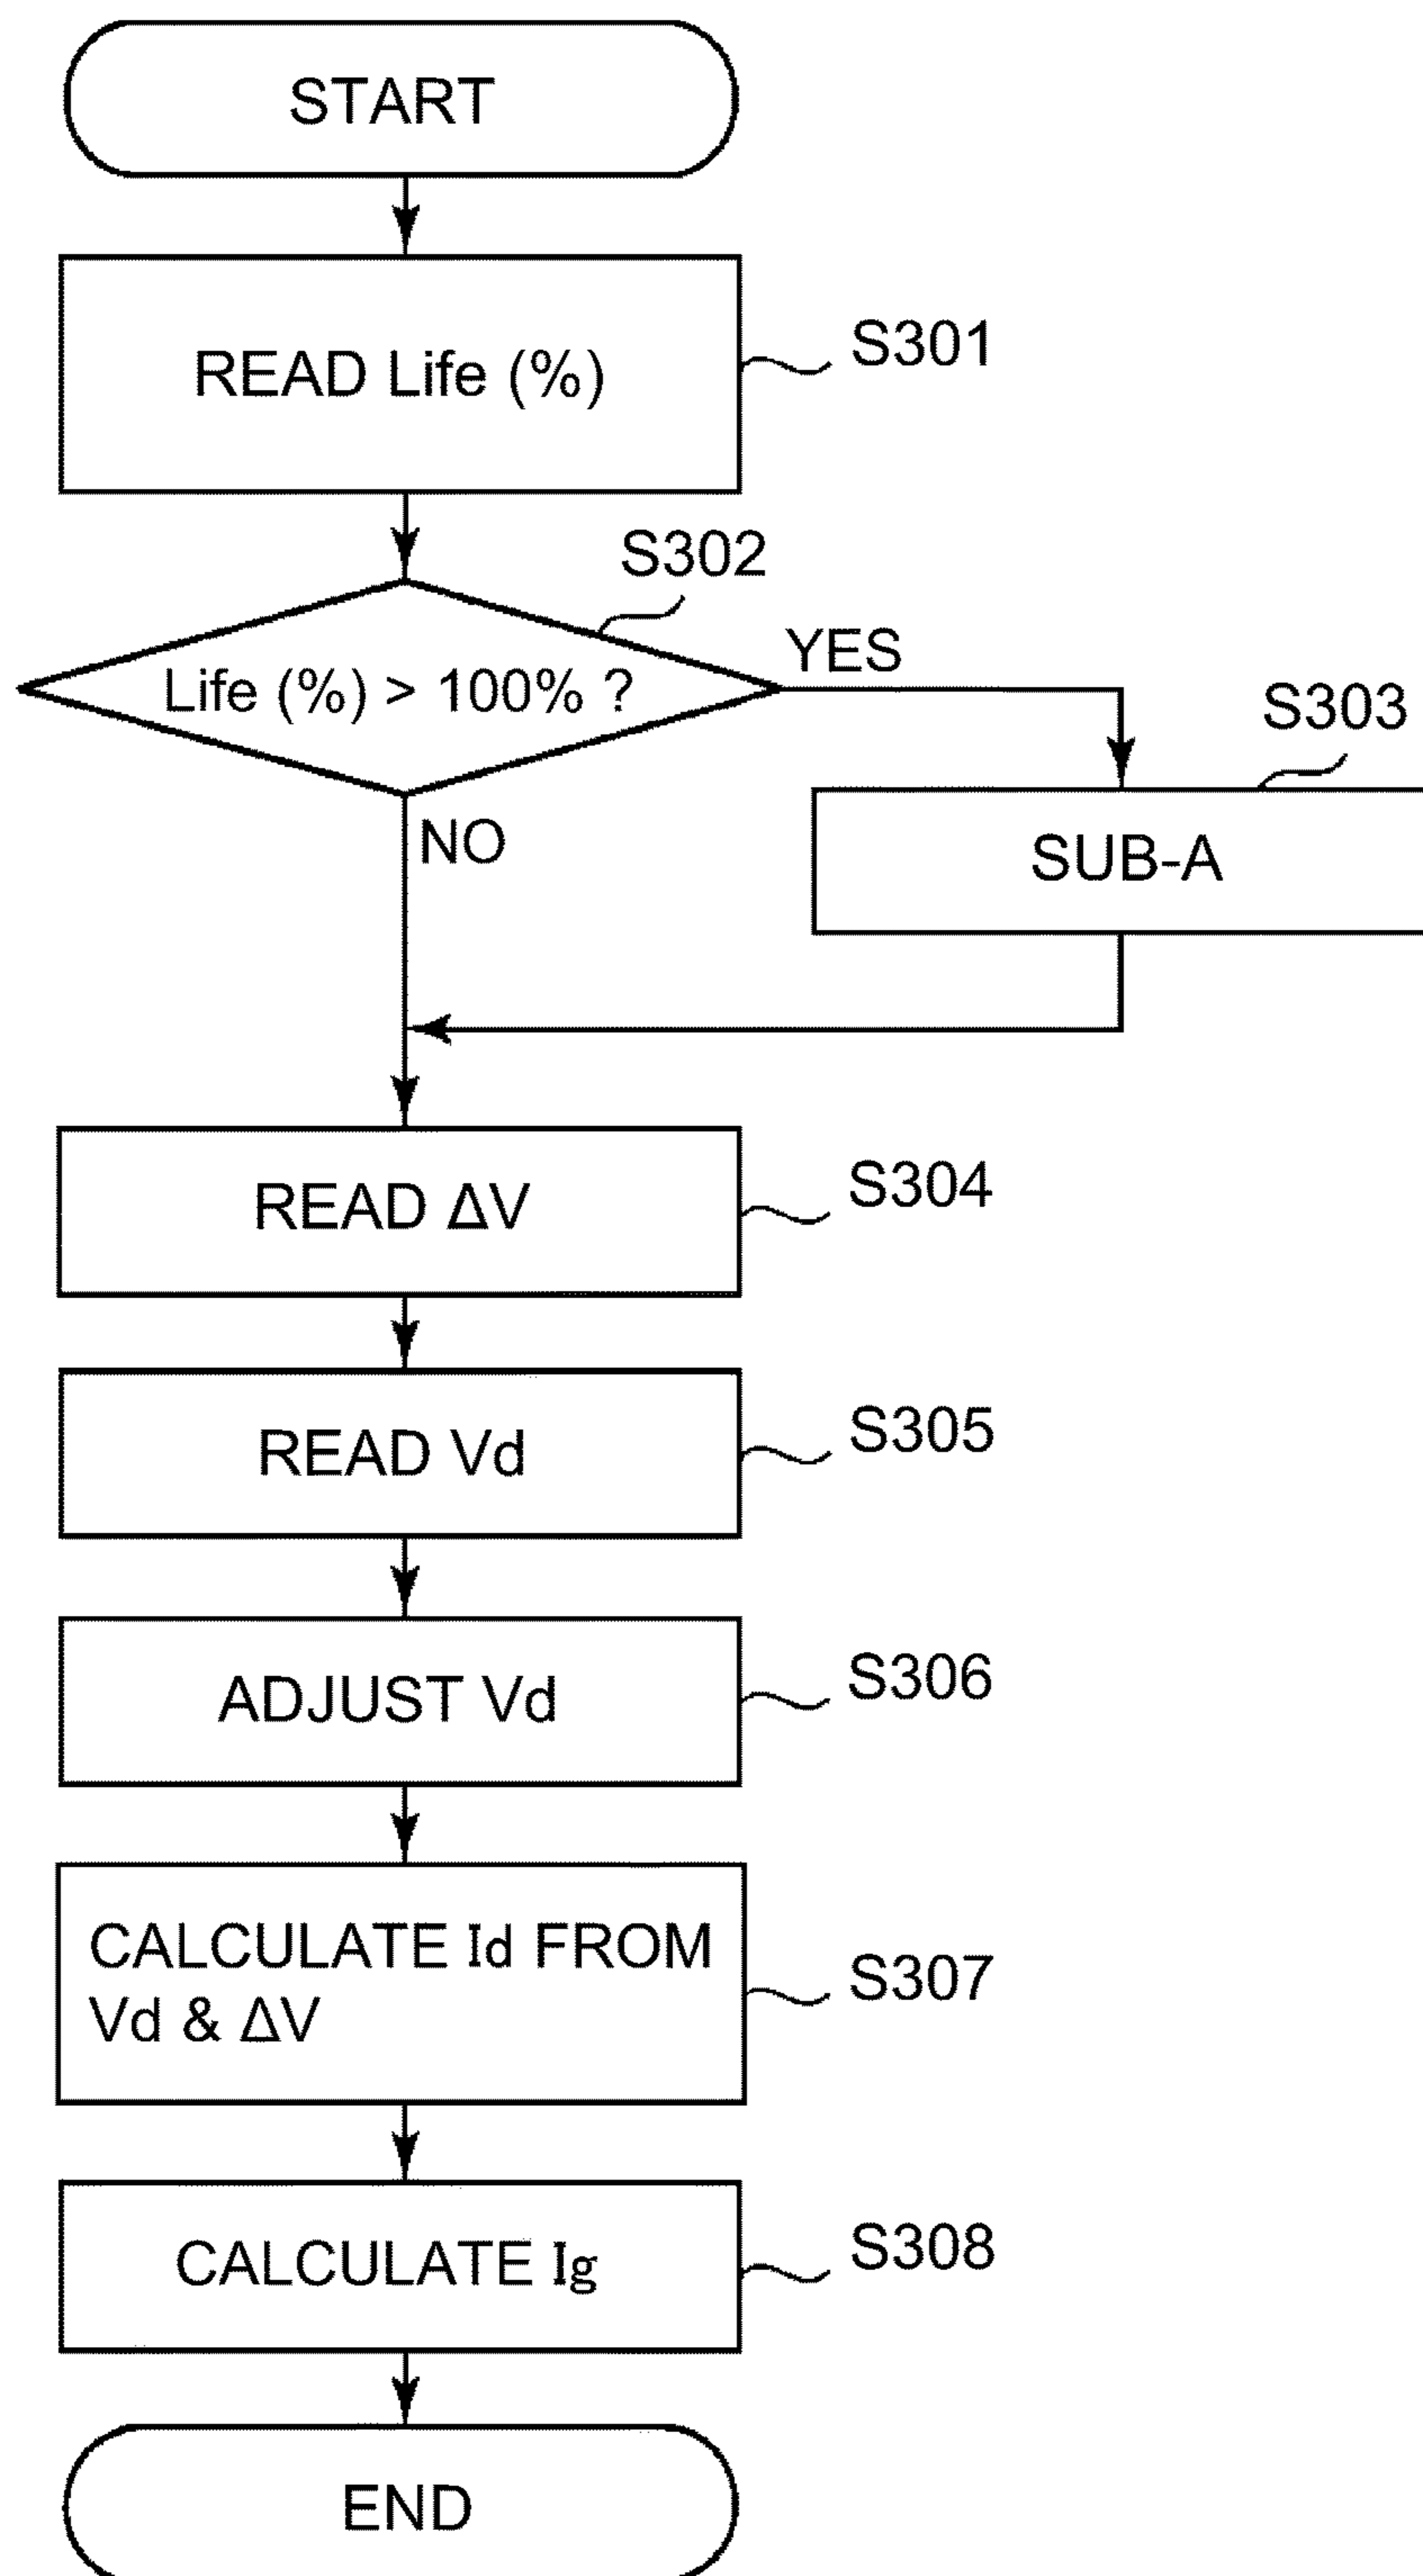 START
READ Life (%)
S301
S302
Life (%) > 100% ?
YES
S303
SUB-A
NO
READ ΔV
S304
READ Vd
S305
ADJUST Vd
S306
CALCULATE Id FROM
Vd & ΔV
S307
CALCULATE Ig
S308
END